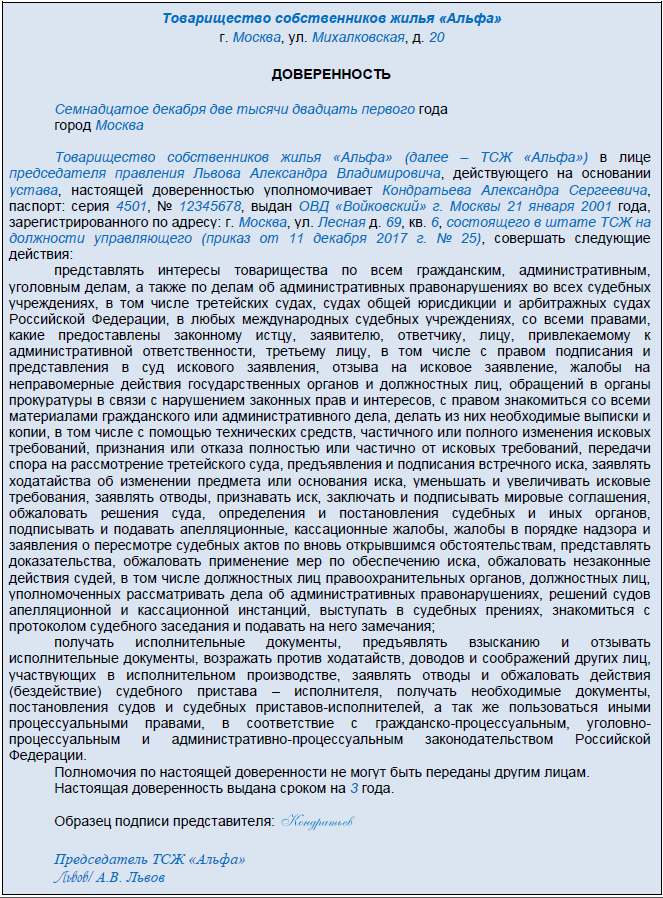 Товарищество собственников жилья «Альфа»
г. Москва, ул. Михалковская, д. 20
ДОВЕРЕННОСТЬ
Семнадцатое декабря две тысячи двадцать первого года
город Москва
Товарищество собственников жилья «Альфа» (далее – ТСЖ «Альфа») в лице
председателя правления Львова Александра Владимировича, действующего на основании
устава, настоящей доверенностью уполномочивает Кондратьева Александра Сергеевича,
паспорт: серия 4501, № 12345678, выдан ОВД «Войковский» г. Москвы 21 января 2001 года,
зарегистрированного по адресу: г. Москва, ул. Лесная д. 69, кв. 6, состоящего в штате ТСЖ на
должности управляющего (приказ от 11 декабря 2017 г. № 25), совершать следующие
действия:
представлять интересы товарищества по всем гражданским, административным,
уголовным делам, а также по делам об административных правонарушениях во всех судебных
учреждениях, в том числе третейских судах, судах общей юрисдикции и арбитражных судах
Российской Федерации, в любых международных судебных учреждениях, со всеми правами,
какие предоставлены законному истцу, заявителю, ответчику, лицу, привлекаемому к
административной ответственности, третьему лицу, в том числе с правом подписания и
представления в суд искового заявления, отзыва на исковое заявление, жалобы на
неправомерные действия государственных органов и должностных лиц, обращений в органы
прокуратуры в связи с нарушением законных прав и интересов, с правом знакомиться со всеми
материалами гражданского или административного дела, делать из них необходимые выписки и
копии, в том числе с помощью технических средств, частичного или полного изменения исковых
требований, признания или отказа полностью или частично от исковых требований, передачи
спора на рассмотрение третейского суда, предъявления и подписания встречного иска, заявлять
ходатайства об изменении предмета или основания иска, уменьшать и увеличивать исковые
требования, заявлять отводы, признавать иск, заключать и подписывать мировые соглашения,
обжаловать решения суда, определения и постановления судебных и иных органов,
подписывать и подавать апелляционные, кассационные жалобы, жалобы в порядке надзора и
заявления о пересмотре судебных актов по вновь открывшимся обстоятельствам, представлять
доказательства, обжаловать применение мер по обеспечению иска, обжаловать незаконные
действия судей, в том числе должностных лиц правоохранительных органов, должностных лиц,
уполномоченных рассматривать дела об административных правонарушениях, решений судов
апелляционной и кассационной инстанций, выступать в судебных прениях, знакомиться с
протоколом судебного заседания и подавать на него замечания;
получать исполнительные документы, предъявлять взысканию и отзывать
исполнительные документы, возражать против ходатайств, доводов и соображений других лиц,
участвующих в исполнительном производстве, заявлять отводы и обжаловать действия
(бездействие) судебного пристава – исполнителя, получать необходимые документы,
постановления судов и судебных приставов-исполнителей, а так же пользоваться иными
процессуальными правами, в соответствие с гражданско-процессуальным, уголовно-
процессуальным и административно-процессуальным законодательством Российской
Федерации.
Полномочия по настоящей доверенности не могут быть переданы другим лицам.
Настоящая доверенность выдана сроком на 3 года.
Образец подписи представителя: Кондратьев
Председатель ТСЖ «Альфа»
Львов/ А.В. Львов